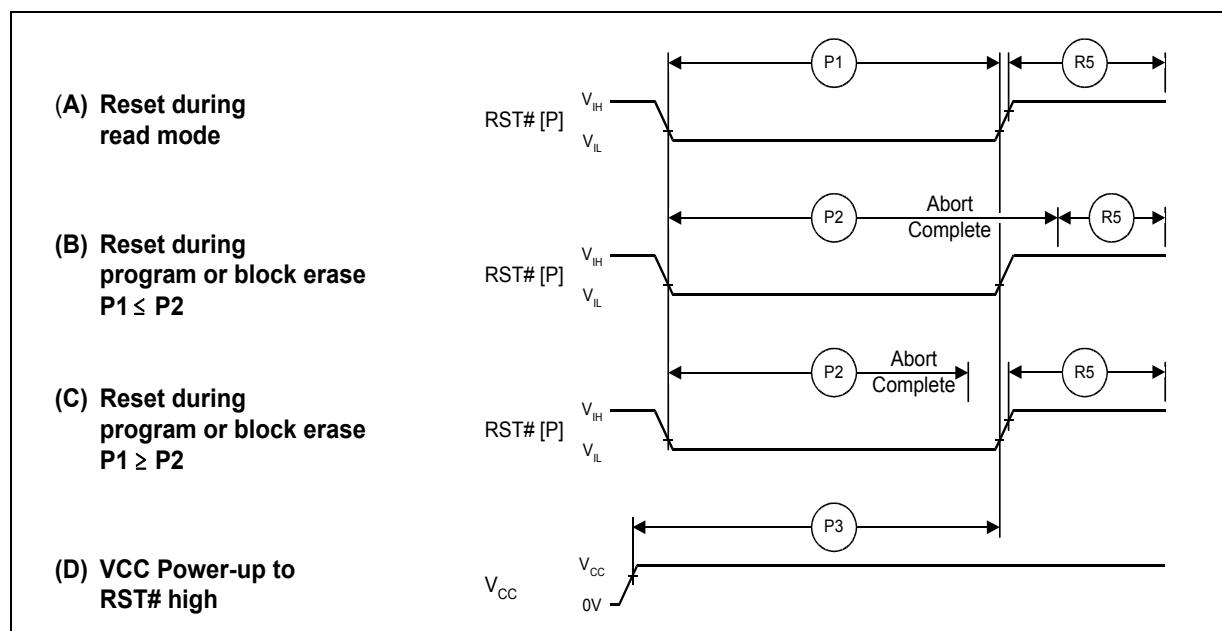 P1
R5
(A) Reset during
read mode
RST# [P]
VIH
VIL
P2
Abort
Complete
R5
(B) Reset during
program or block erase
P1 ≤ P2
RST# [P]
VIH
VIL
P2
Abort
Complete
R5
(C) Reset during
program or block erase
P1 ≥ P2
RST# [P]
VIH
VIL
P3
(D) VCC Power-up to
RST# high
VCC
VCC
0V